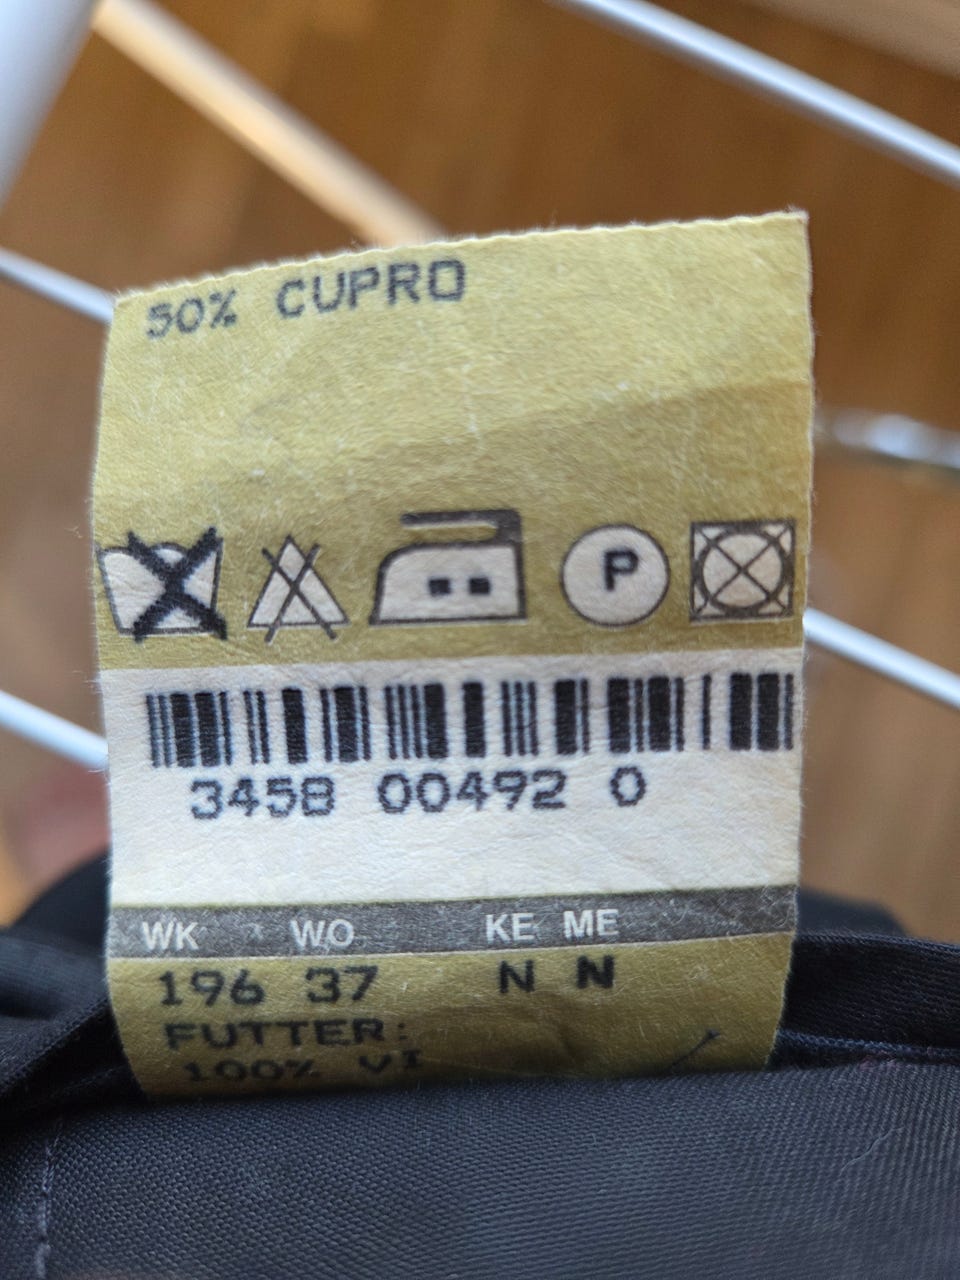 50% CUPRO
P
3458 00492 0
WK WO KE ME
196 37 N N
FUTTER:
100% VI